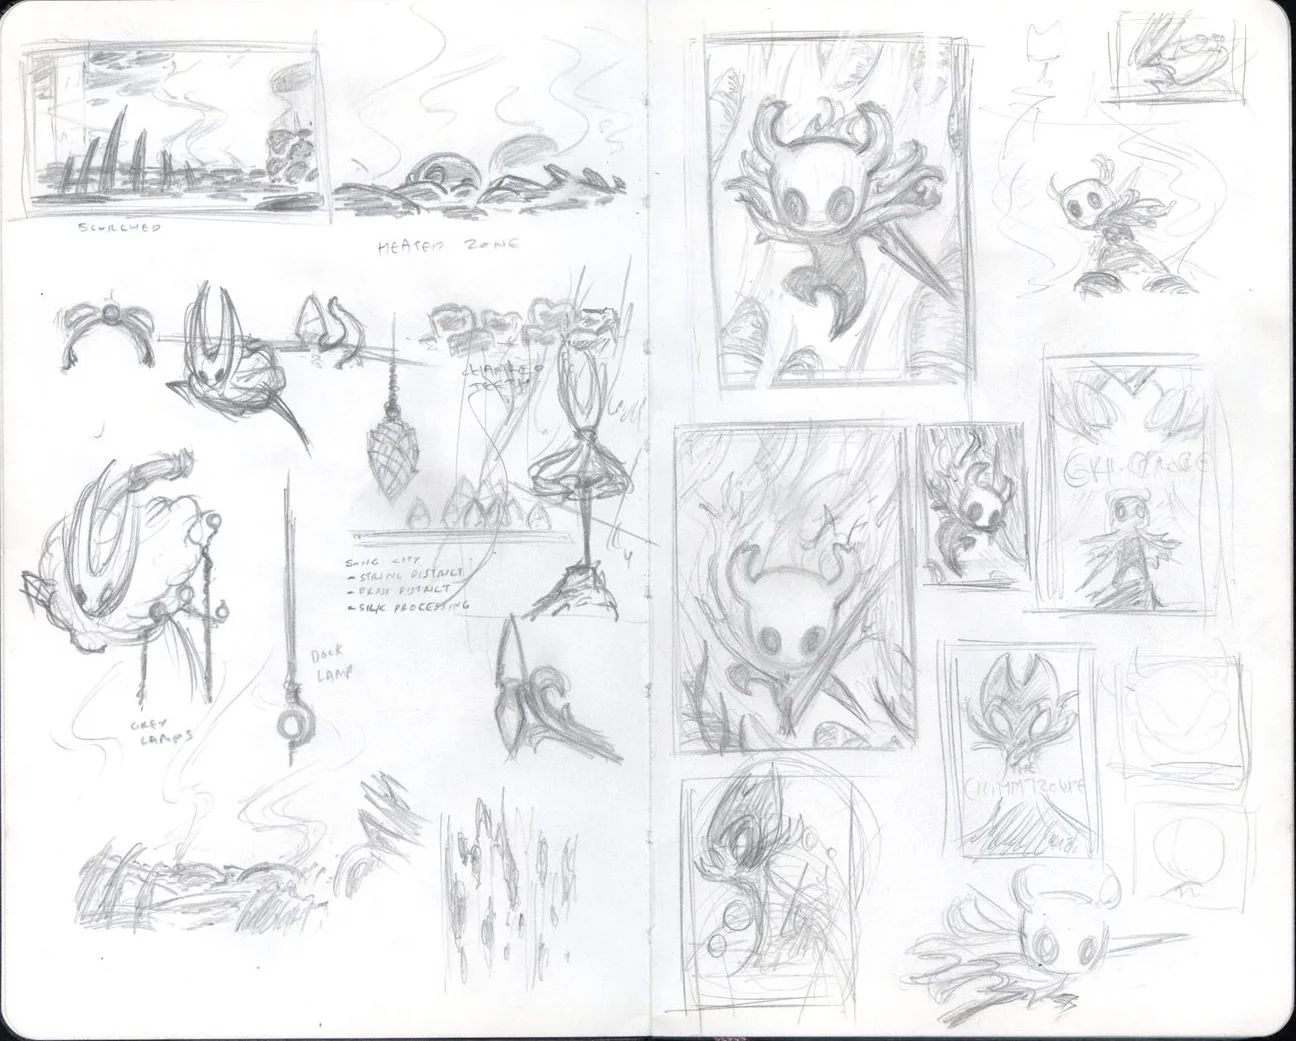 SCORCHED
HEATED ZONE
SONG CITY
- STRING DISTRICT
- BRASS DISTRICT
- SILK PROCESSING
DOCK
LAMP
GREY
LAMPS
THE
GRIMM TROUPE